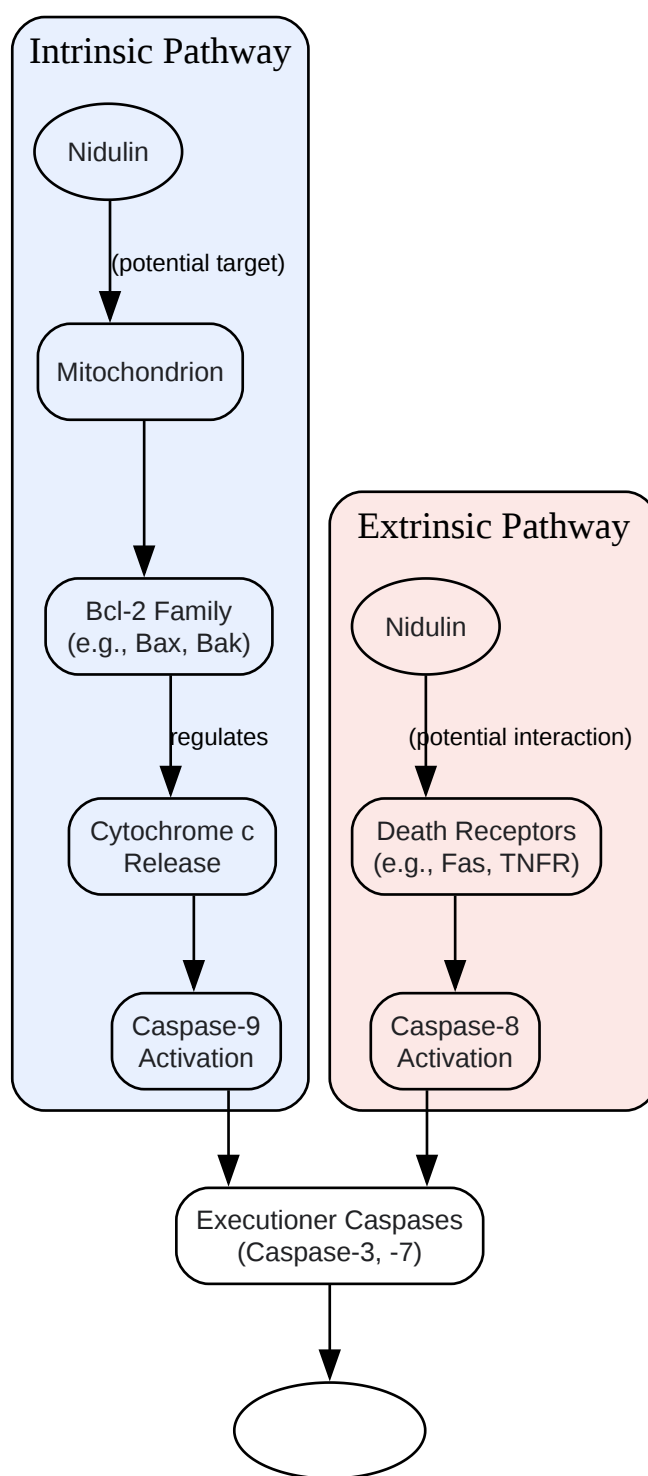 Intrinsic Pathway
Nidulin
(potential target)
Mitochondrion
Bcl-2 Family
(e.g., Bax, Bak)
regulates
Cytochrome c
Release
Caspase-9
Activation
Extrinsic Pathway
Nidulin
(potential interaction)
Death Receptors
(e.g., Fas, TNFR)
Caspase-8
Activation
Executioner Caspases
(Caspase-3, -7)